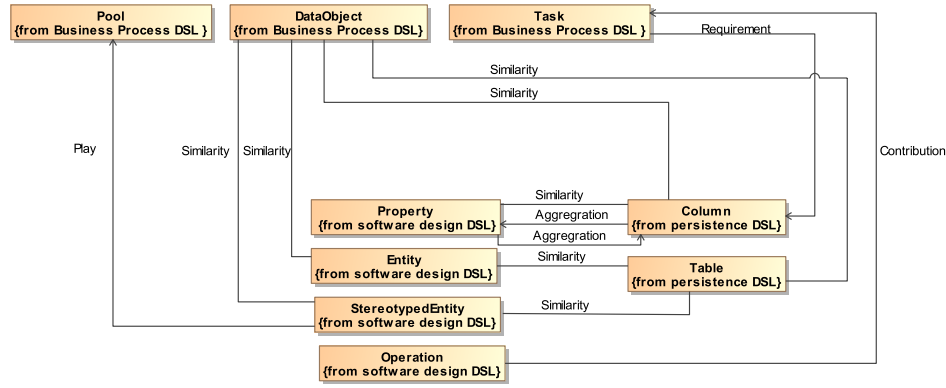 Pool
{from Business Process DSL }
DataObject
{from Business Process DSL}
Task
{from Business Process DSL }
Requirement
Similarity
Similarity
Play
Similarity
Similarity
Contribution
Similarity
Property
{from software design DSL}
Aggregration
Column
{from persistence DSL}
Aggregration
Entity
{from software design DSL}
Similarity
Table
{from persistence DSL}
StereotypedEntity
{from software design DSL}
Similarity
Operation
{from software design DSL}